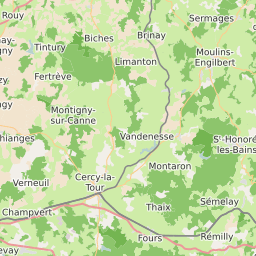 Rouy
Sermages
Tintury
Biches
Brinay
Limanton
Moulins-
Engilbert
Fertrève
Montigny-
sur-Canne
Vandenesse
St-Honoré
les-Bains
Montaron
Verneuil
Cercy-la-
Tour
Champvert
Thaix
Sémelay
Fours
Rémilly